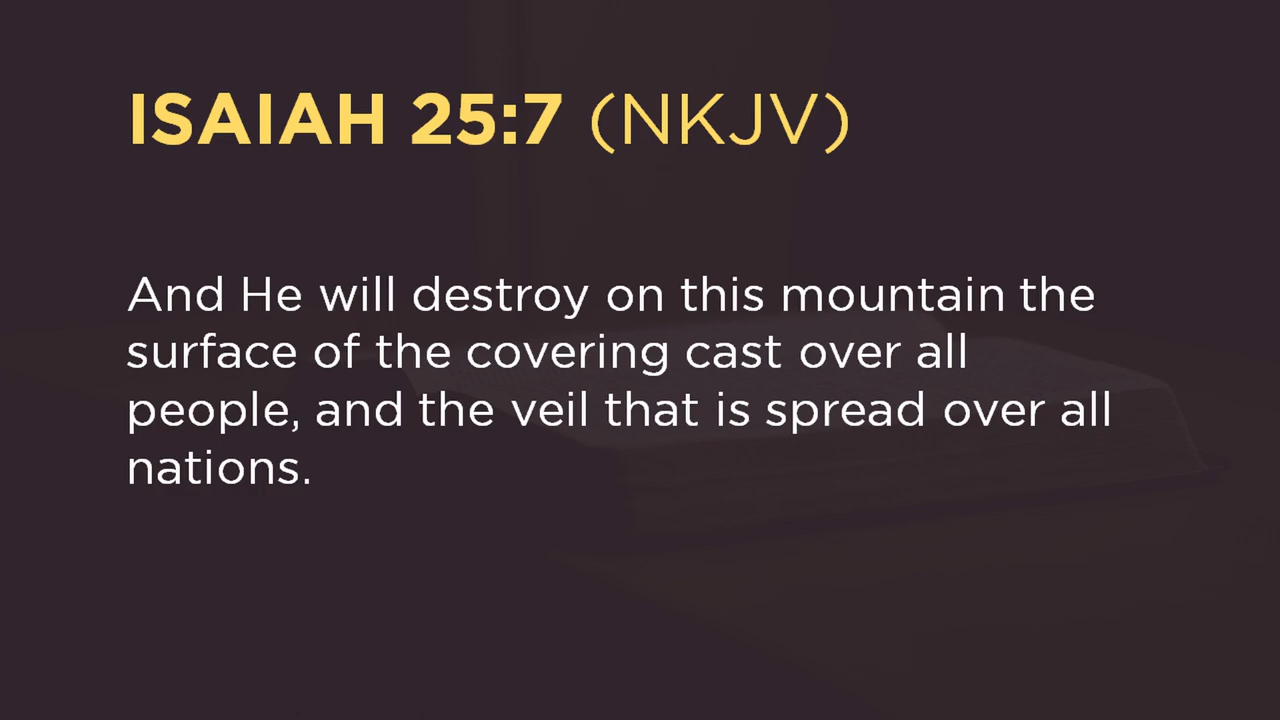 ISAIAH 25:7 (NKJV)
And He will destroy on this mountain the
surface of the covering cast over all
people, and the veil that is spread over all
nations.